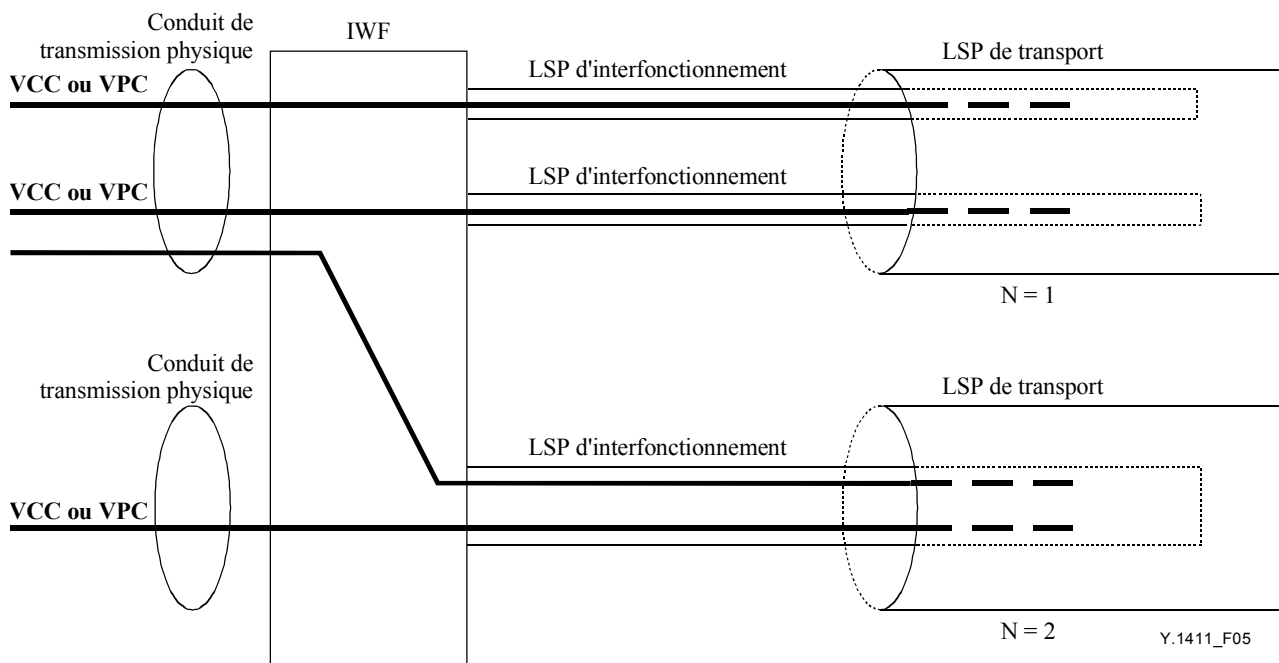 Conduit de
transmission physique
IWF
LSP de transport
LSP d'interfonctionnement
VCC ou VPC
LSP d'interfonctionnement
VCC ou VPC
N = 1
Conduit de
transmission physique
LSP de transport
LSP d'interfonctionnement
VCC ou VPC
N = 2
Y.1411_F05